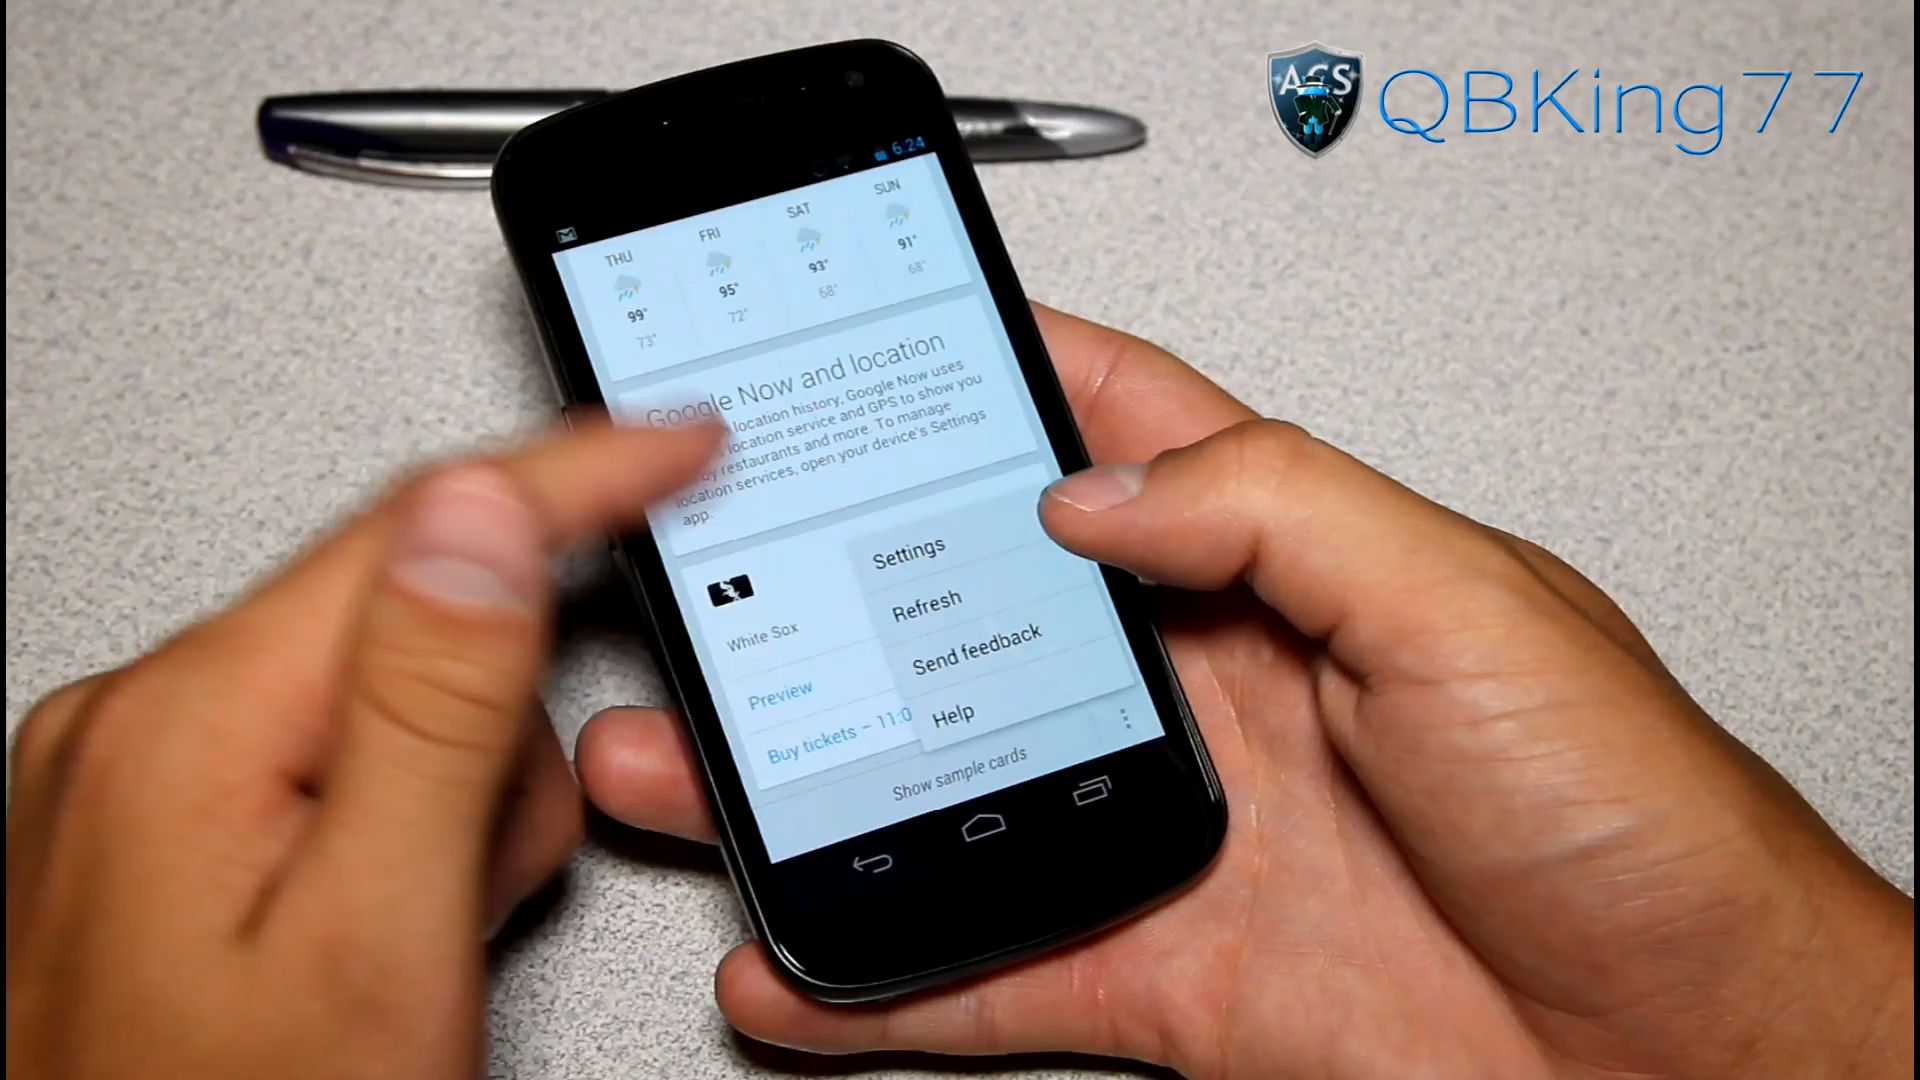 ACS
QBKing77
6:24
THU FRI SAT SUN
99° 95° 93° 91°
73° 72° 68° 68°
Google Now and location
location history, Google Now uses
location service and GPS to show you
restaurants and more. To manage
location services, open your device's Settings
app.
Settings
Refresh
Send feedback
Help
White Sox
Preview
Buy tickets – 11:0
Show sample cards